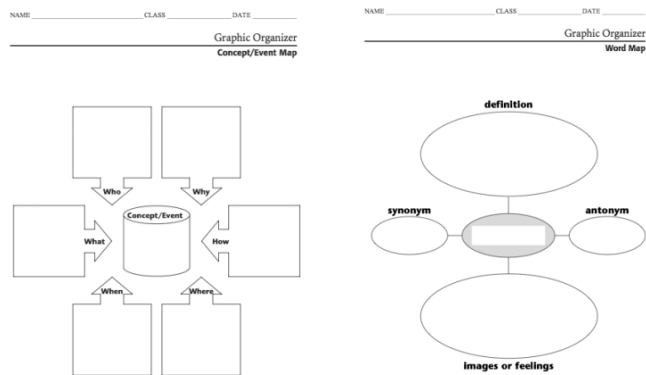 NAME CLASS DATE
Graphic Organizer
Concept/Event Map
Who Why
Concept/Event
What How
When Where
NAME CLASS DATE
Graphic Organizer
Word Map
definition
synonym antonym
images or feelings